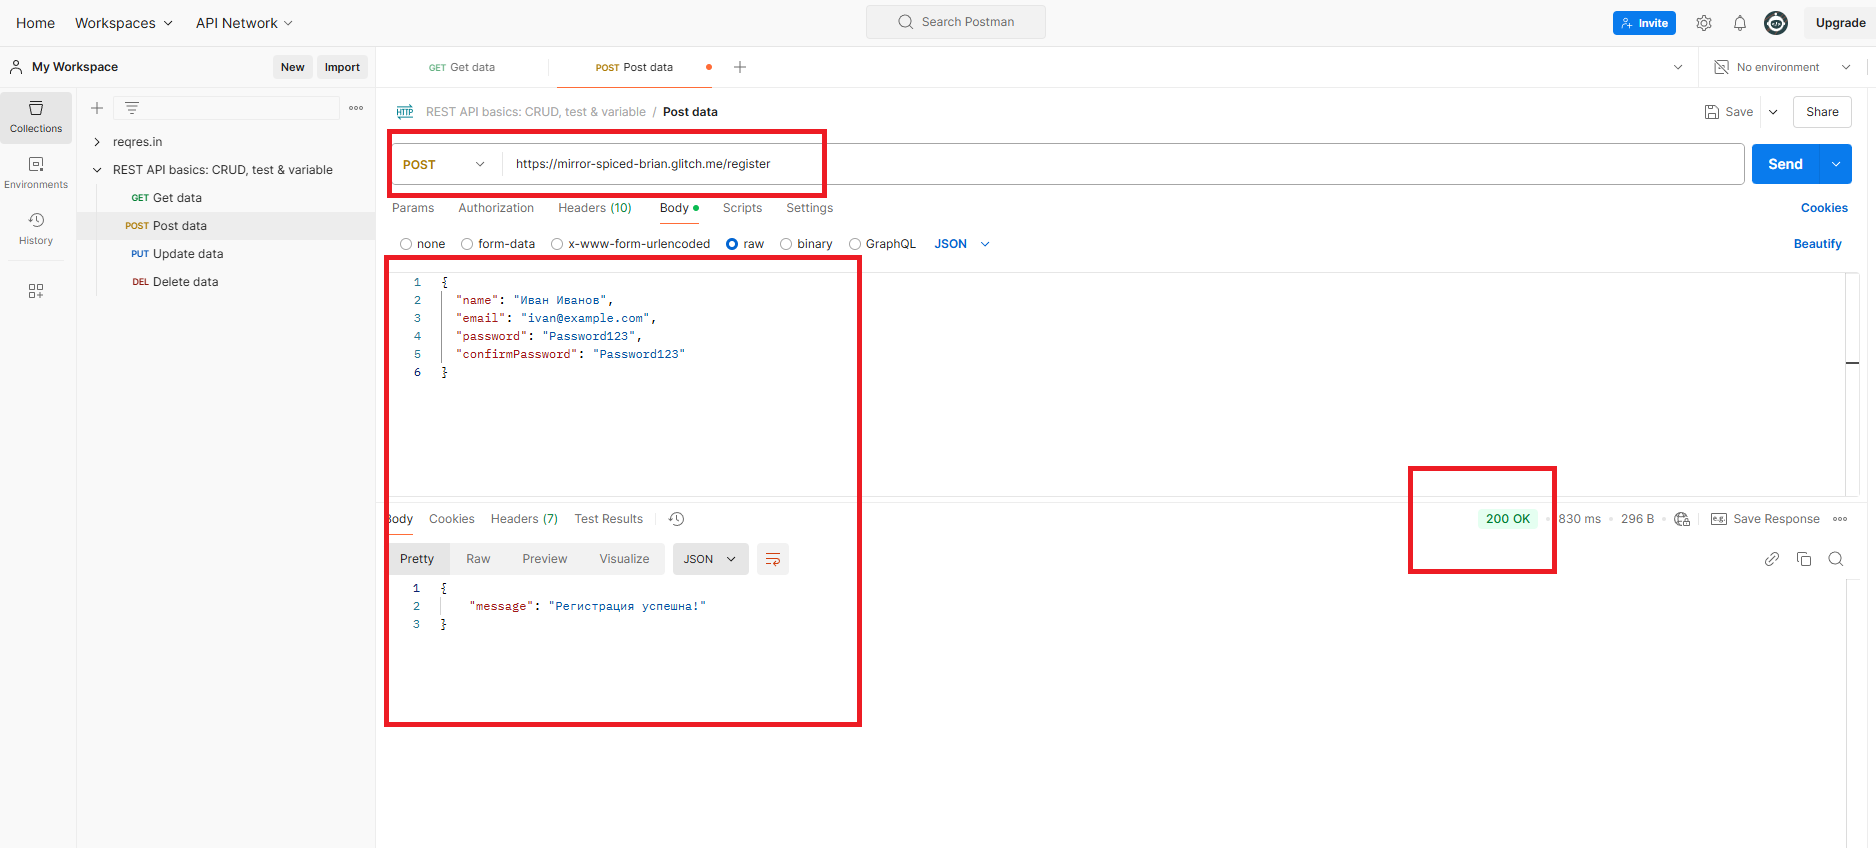 Home Workspaces API Network Search Postman Invite Upgrade
My Workspace New Import GET Get data POST Post data No environment
Collections
Environments
History
reqres.in
REST API basics: CRUD, test & variable
GET Get data
POST Post data
PUT Update data
DEL Delete data
HTTP REST API basics: CRUD, test & variable / Post data Save Share
POST https://mirror-spiced-brian.glitch.me/register Send
Params Authorization Headers (10) Body Scripts Settings Cookies
none form-data x-www-form-urlencoded raw binary GraphQL JSON Beautify
1 {
2 "name": "Иван Иванов",
3 "email": "ivan@example.com",
4 "password": "Password123",
5 "confirmPassword": "Password123"
6 }
Body Cookies Headers (7) Test Results 200 OK 830 ms 296 B e.g. Save Response
Pretty Raw Preview Visualize JSON
1 {
2 "message": "Регистрация успешна!"
3 }